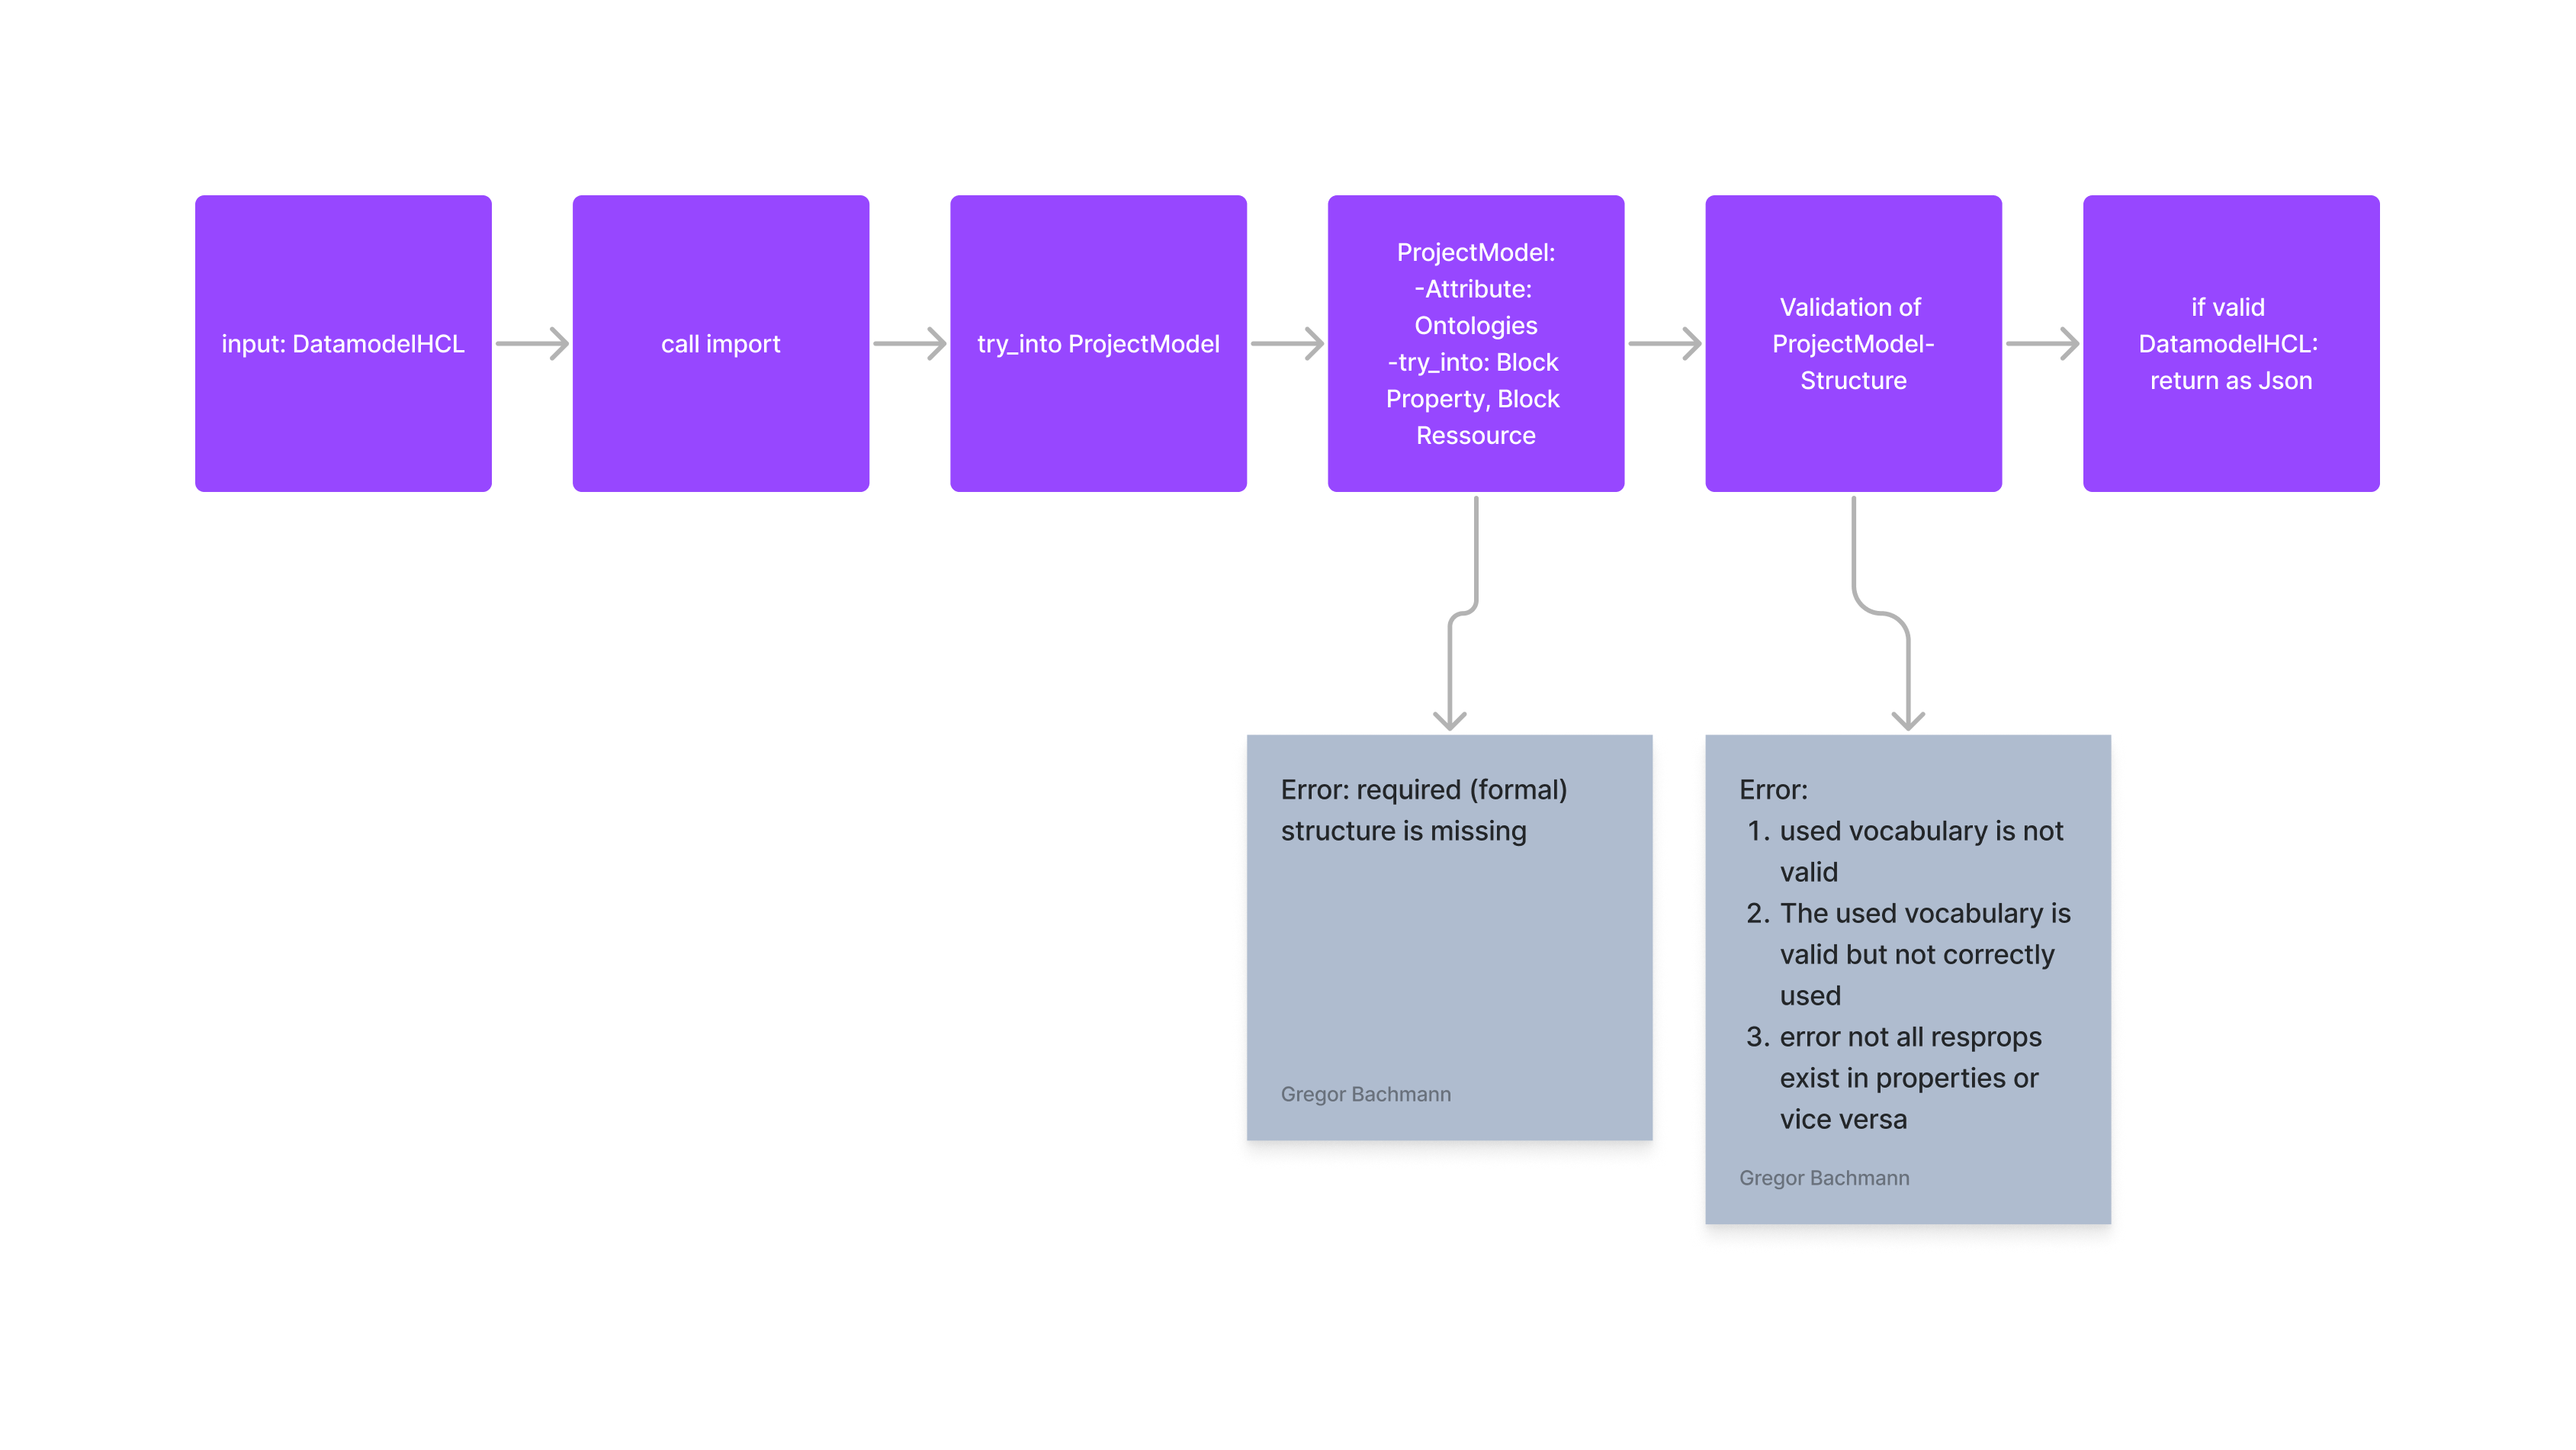 input: DatamodelHCL
call import
try_into ProjectModel
ProjectModel:
-Attribute:
Ontologies
-try_into: Block
Property, Block
Ressource
Validation of
ProjectModel-
Structure
if valid
DatamodelHCL:
return as Json
Error: required (formal)
structure is missing
Gregor Bachmann
Error:
1. used vocabulary is not
valid
2. The used vocabulary is
valid but not correctly
used
3. error not all resprops
exist in properties or
vice versa
Gregor Bachmann